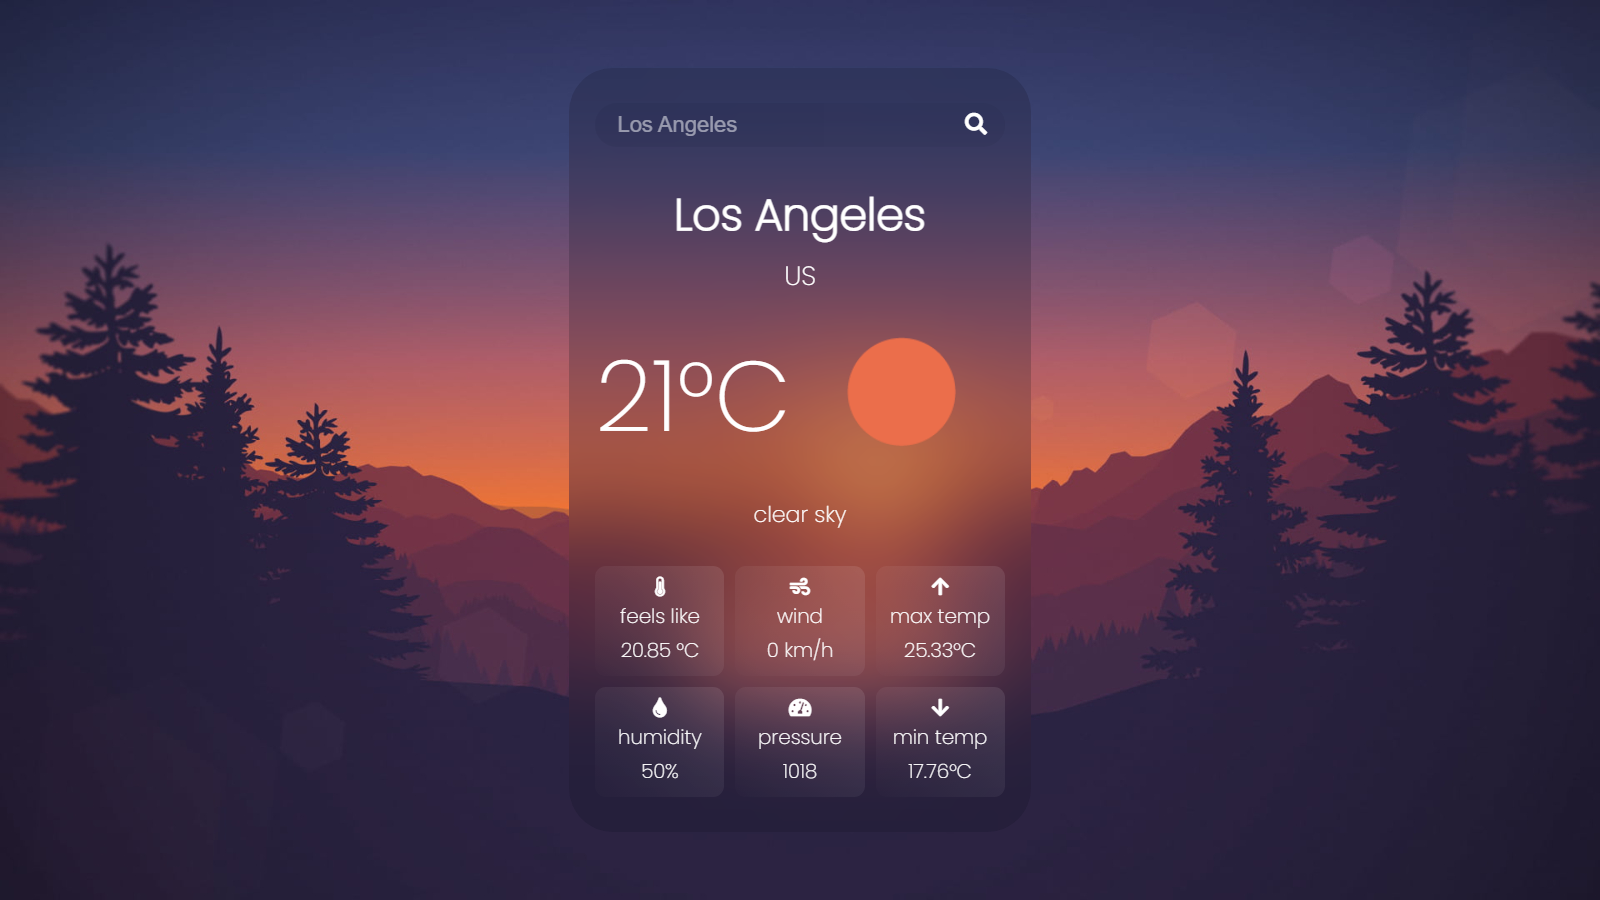 Los Angeles
Los Angeles
US
21°C
clear sky
feels like
20.85 °C
wind
0 km/h
max temp
25.33°C
humidity
50%
pressure
1018
min temp
17.76°C